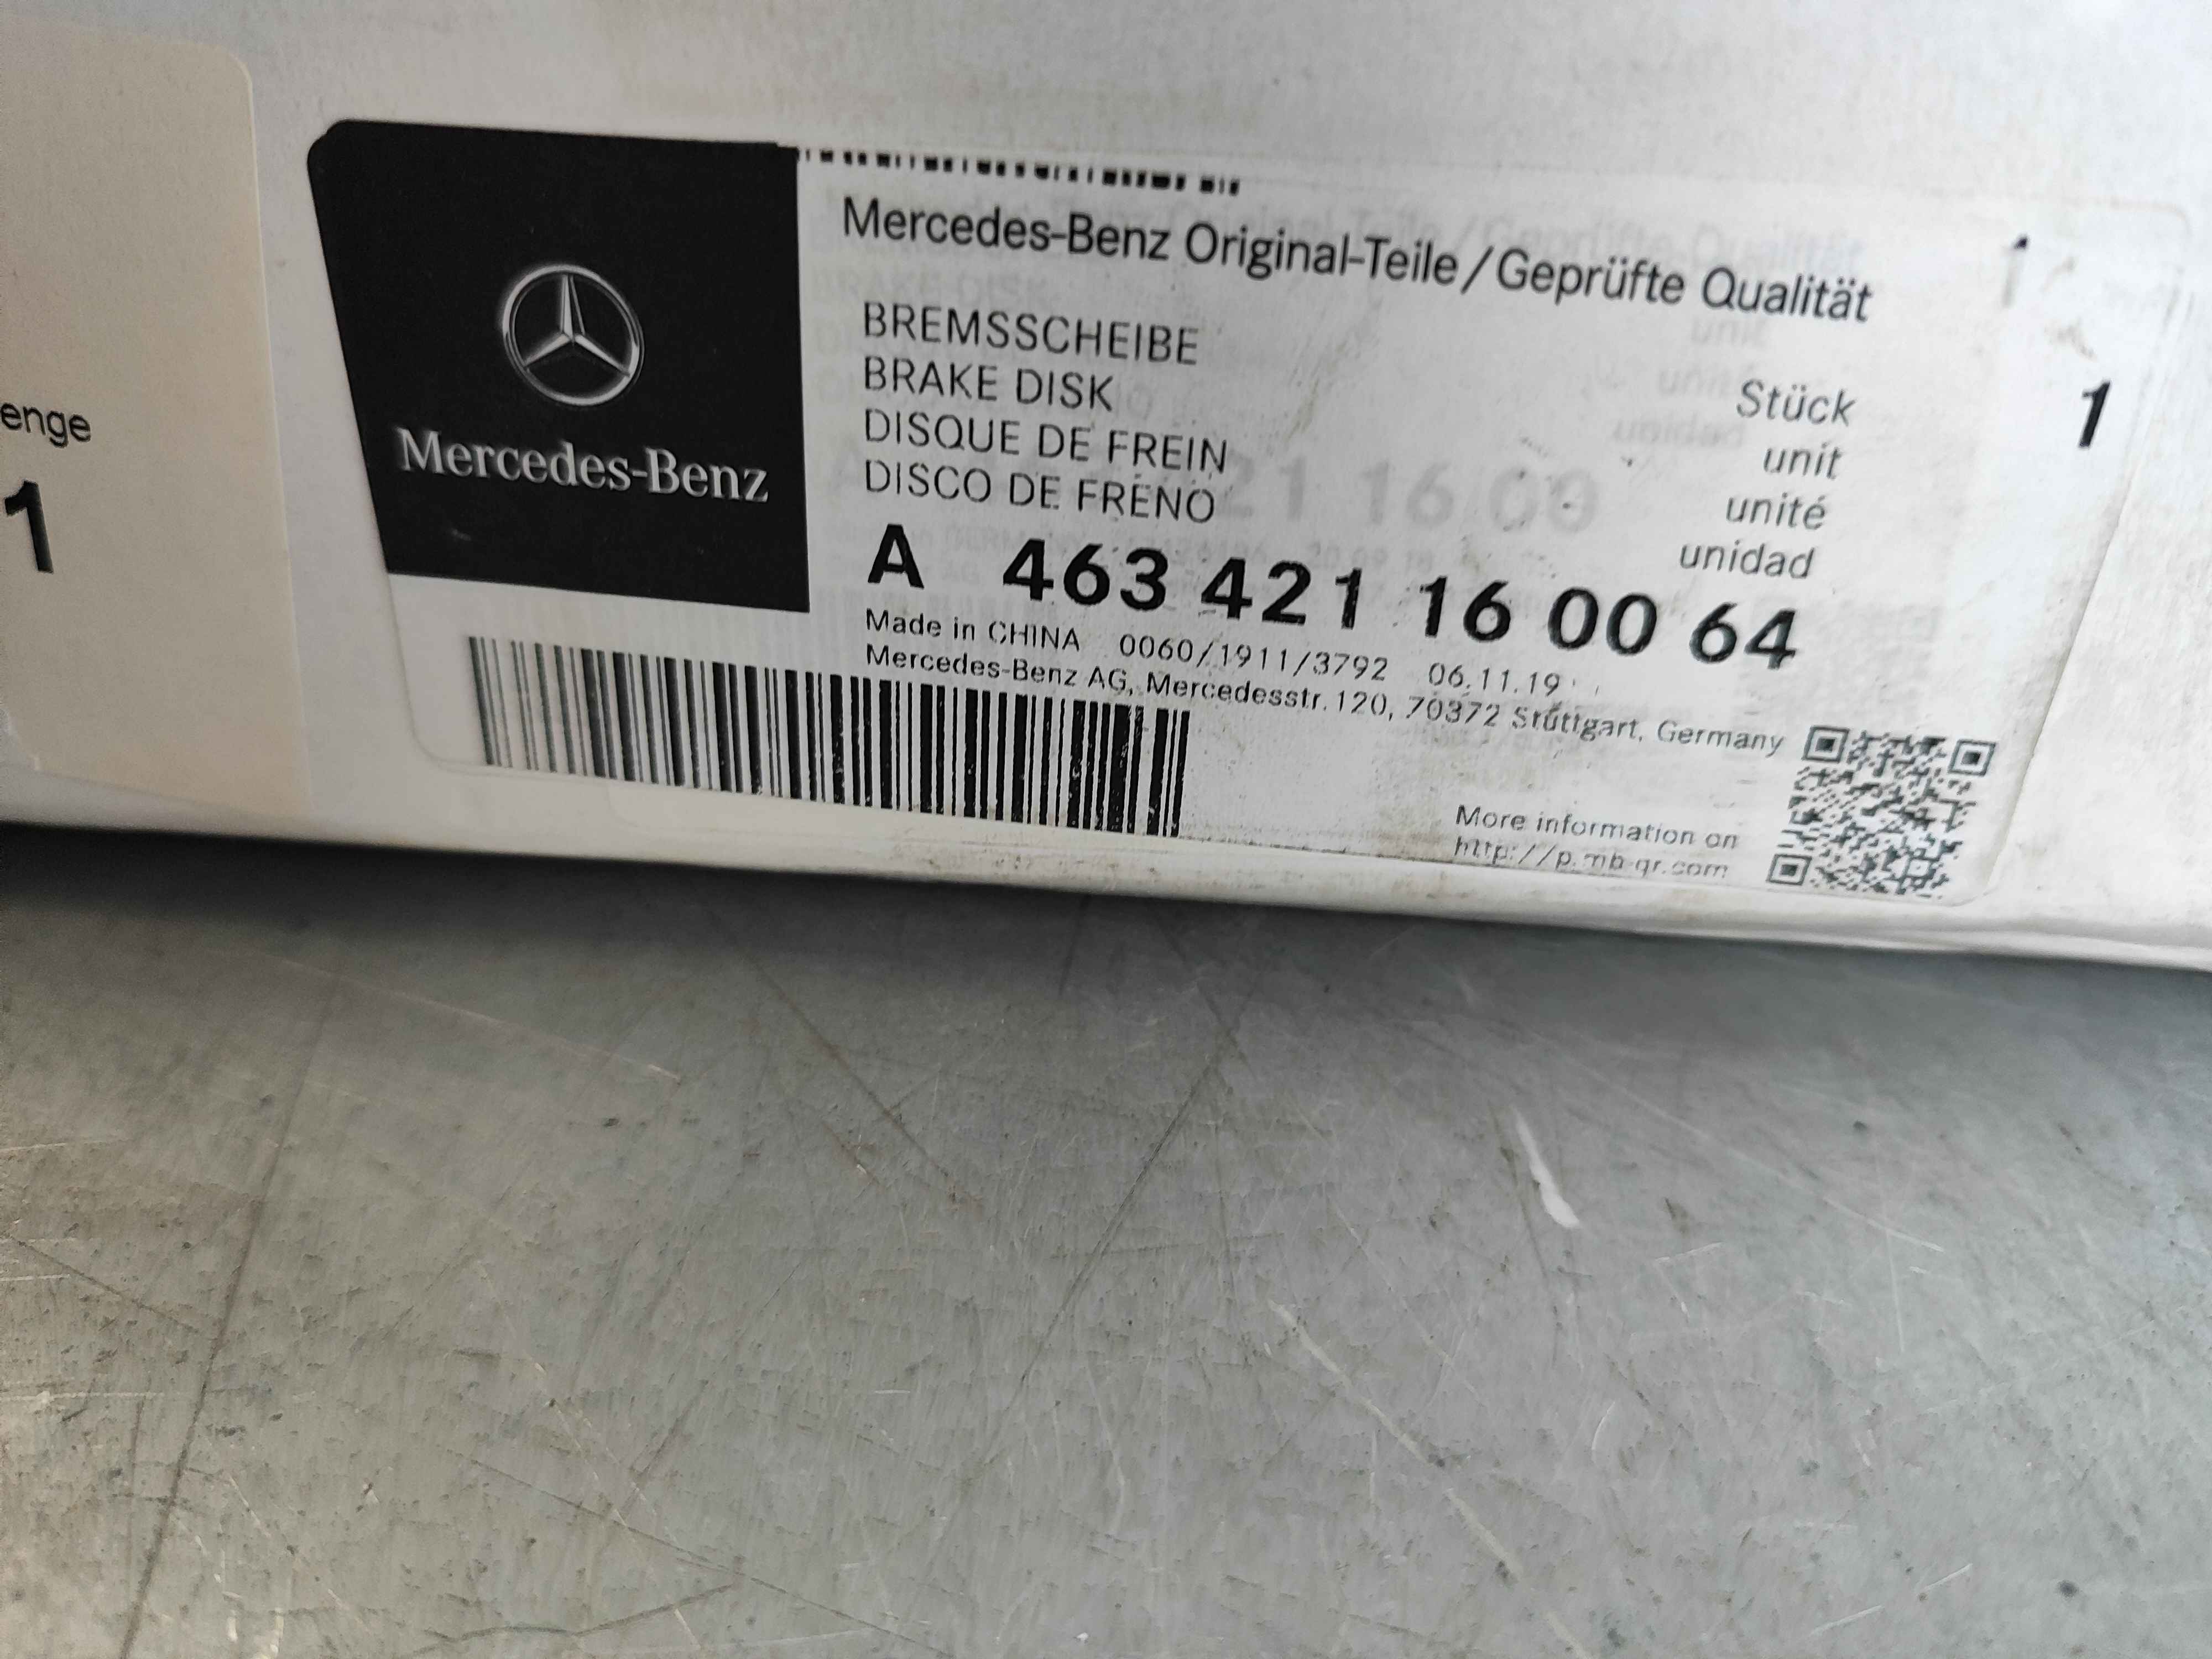 enge
1
Mercedes-Benz
Mercedes-Benz Original-Teile / Geprüfte Qualität
BREMSSCHEIBE
BRAKE DISK
DISQUE DE FREIN
DISCO DE FRENO
Stück
unit
unité
unidad
1
A 463 421 16 00 64
Made in CHINA 0060/1911/3792 06.11.19
Mercedes-Benz AG, Mercedesstr. 120, 70372 Stuttgart, Germany
More information on
http://p.mb-qr.com